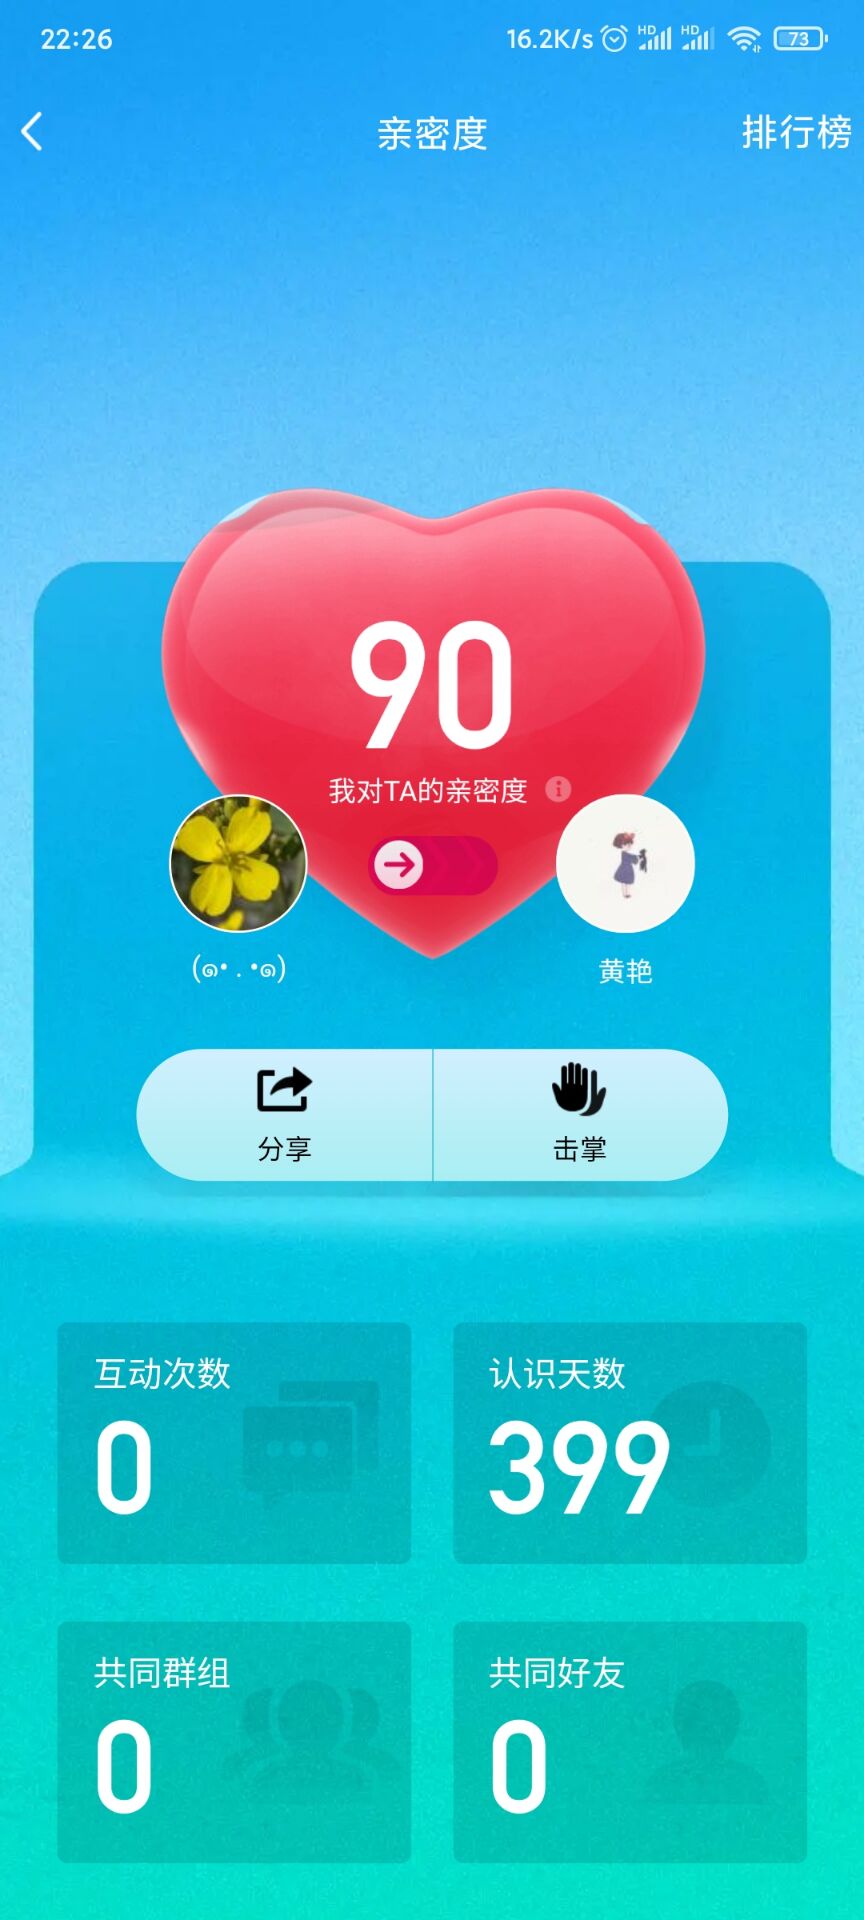 22:26
16.2K/s HD HD 73
亲密度
排行榜
90
我对TA的亲密度
(๑• . •๑)
黄艳
分享
击掌
互动次数
0
认识天数
399
共同群组
0
共同好友
0